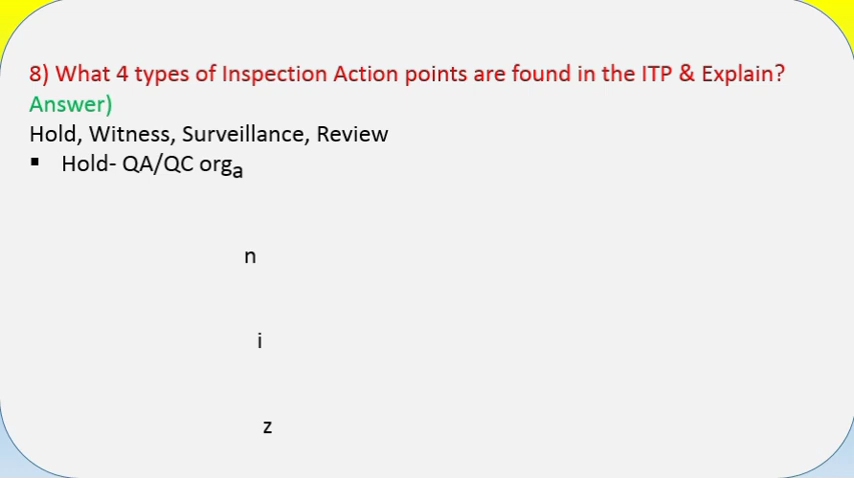 8) What 4 types of Inspection Action points are found in the ITP & Explain?
Answer)
Hold, Witness, Surveillance, Review
▪ Hold- QA/QC orga
n
i
z